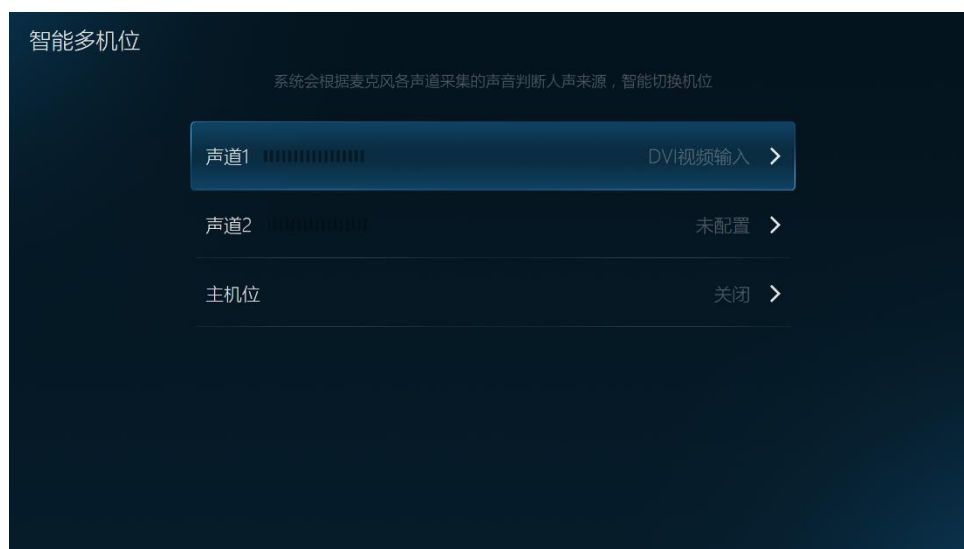 智能多机位
系统会根据麦克风各声道采集的声音判断人声来源，智能切换机位
声道1 DVI视频输入
声道2 未配置
主机位 关闭